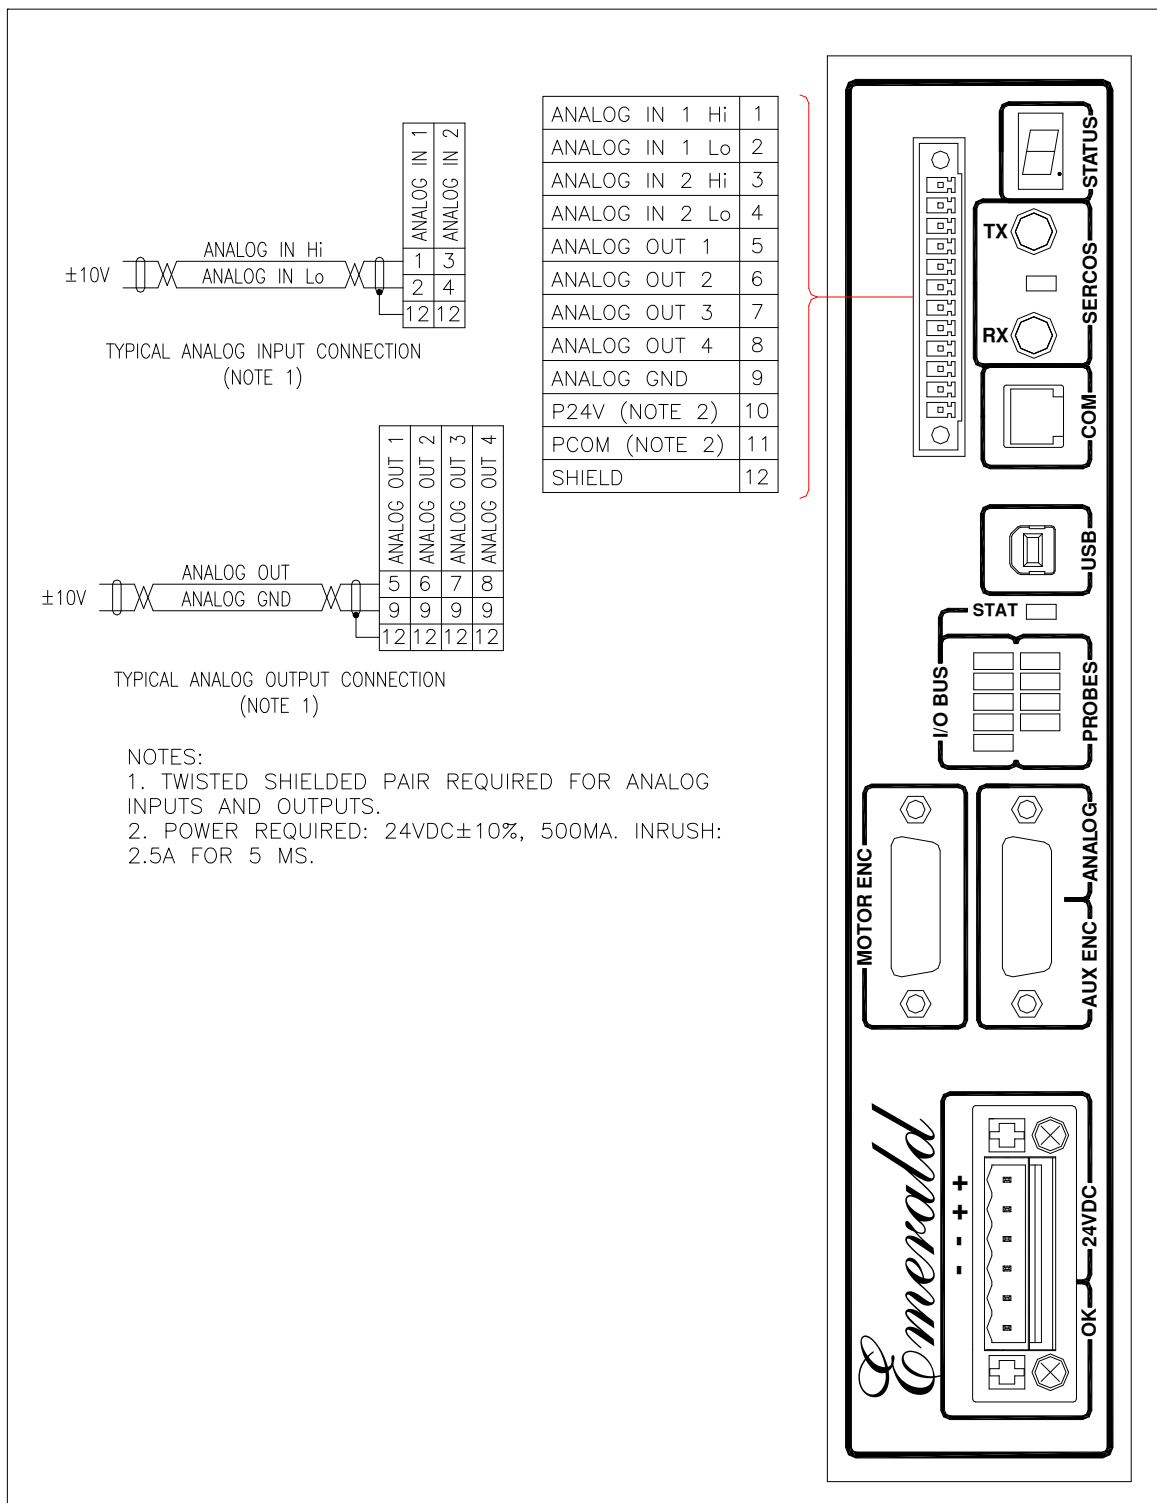 ANALOG IN 1
ANALOG IN 2
ANALOG IN Hi
±10V
ANALOG IN Lo
1 3
2 4
12 12
TYPICAL ANALOG INPUT CONNECTION
(NOTE 1)
ANALOG OUT 1
ANALOG OUT 2
ANALOG OUT 3
ANALOG OUT 4
ANALOG OUT
±10V
ANALOG GND
5 6 7 8
9 9 9 9
12 12 12 12
TYPICAL ANALOG OUTPUT CONNECTION
(NOTE 1)
NOTES:
1. TWISTED SHIELDED PAIR REQUIRED FOR ANALOG
INPUTS AND OUTPUTS.
2. POWER REQUIRED: 24VDC±10%, 500MA. INRUSH:
2.5A FOR 5 MS.
ANALOG IN 1 Hi 1
ANALOG IN 1 Lo 2
ANALOG IN 2 Hi 3
ANALOG IN 2 Lo 4
ANALOG OUT 1 5
ANALOG OUT 2 6
ANALOG OUT 3 7
ANALOG OUT 4 8
ANALOG GND 9
P24V (NOTE 2) 10
PCOM (NOTE 2) 11
SHIELD 12
STATUS
TX
SERCOS
RX
COM
USB
STAT
I/O BUS
PROBES
MOTOR ENC
ANALOG
AUX ENC
Emerald
+ + - -
24VDC
OK